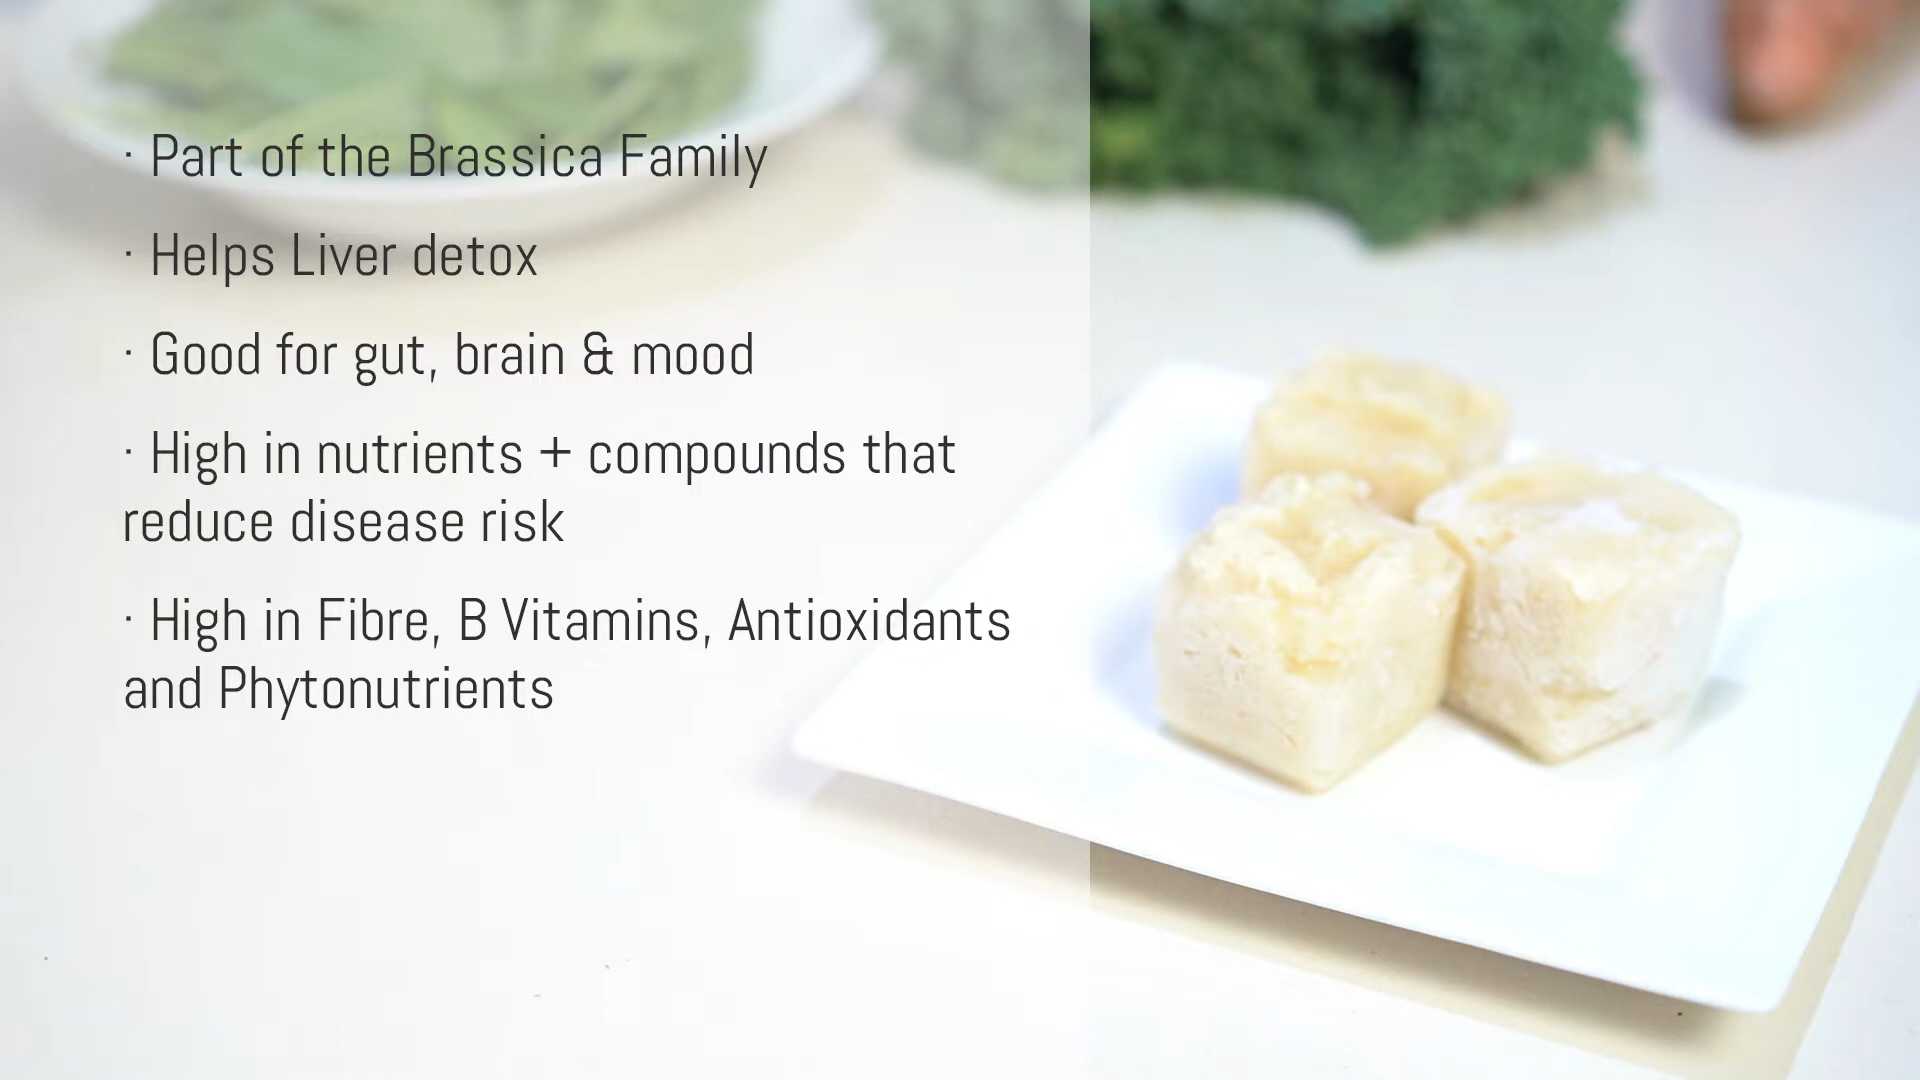 · Part of the Brassica Family
· Helps Liver detox
· Good for gut, brain & mood
· High in nutrients + compounds that
reduce disease risk
· High in Fibre, B Vitamins, Antioxidants
and Phytonutrients